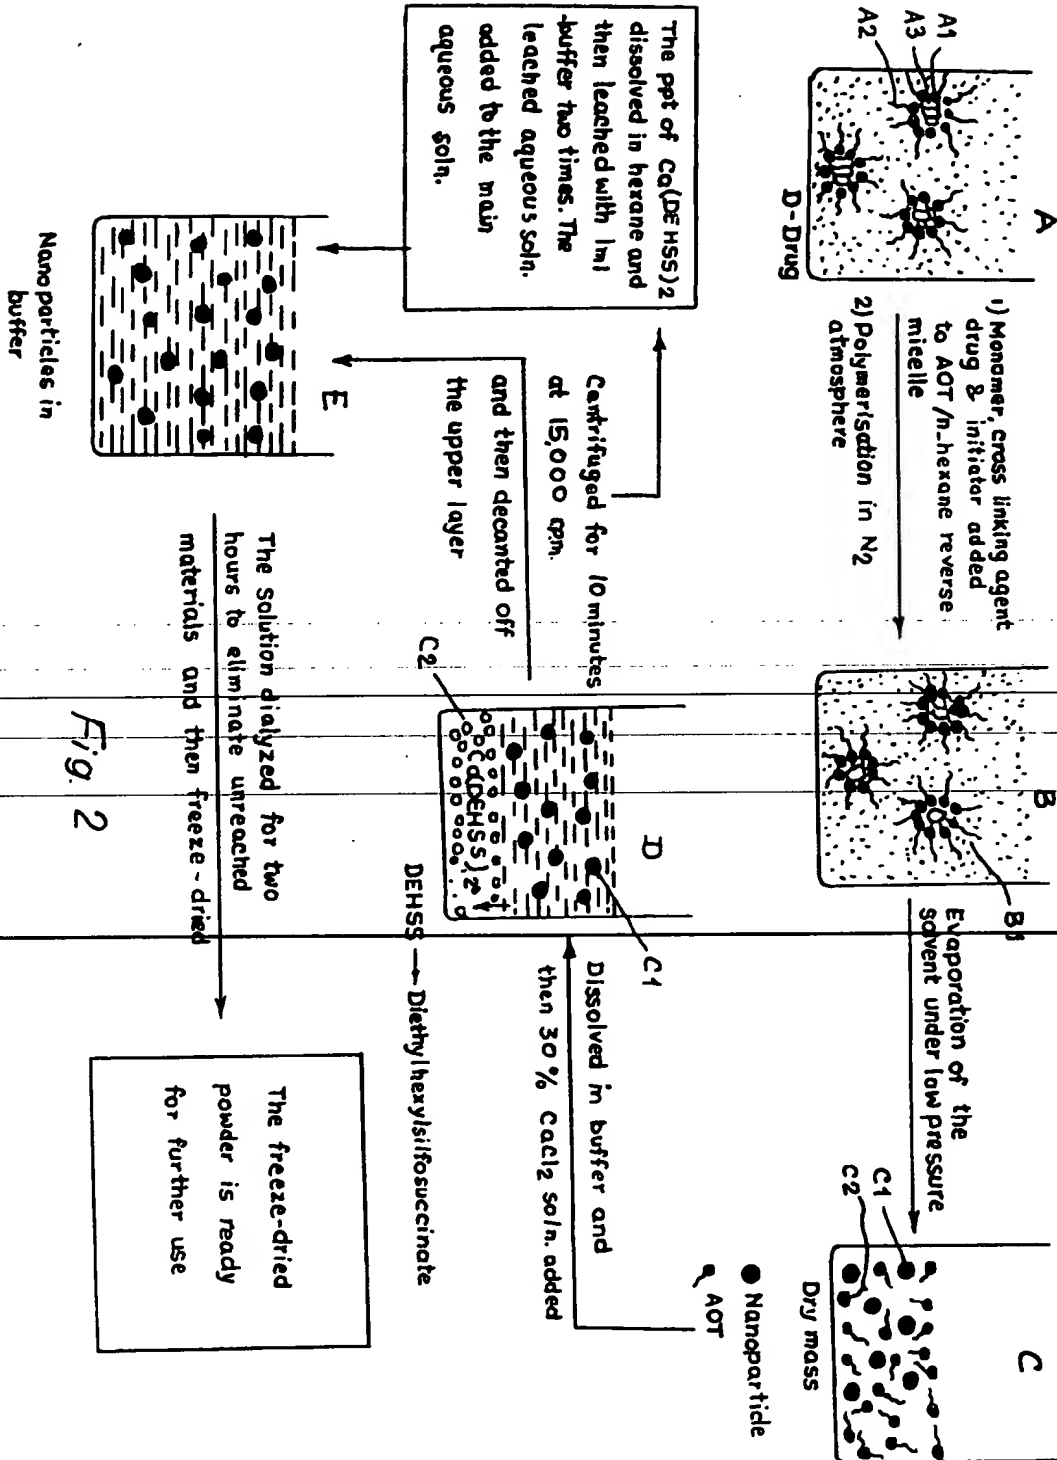 A
A1
A3
A2
D-Drug
1) Monomer, cross linking agent
drug & initiator added
to AOT/n-hexane reverse
micelle
2) Polymerisation in N2
atmosphere
B
B1
Evaporation of the
solvent under low pressure
C
C1
C2
Dry mass
Nanoparticle
AOT
Dissolved in buffer and
then 30% CaCl2 soln. added
D
C1
C2
Ca(DEHSS)2
DEHSS → Diethylhexylsilfosuccinate
Centrifuged for 10 minutes
at 15,000 rpm.
and then decanted off
the upper layer
The ppt of Ca(DEHSS)2
dissolved in hexane and
then leached with 1ml
-buffer two times. The
leached aqueous soln.
added to the main
aqueous soln.
E
Nanoparticles in
buffer
The solution dialyzed for two
hours to eliminate unreached
materials and then freeze-dried
The freeze-dried
powder is ready
for further use
Fig. 2